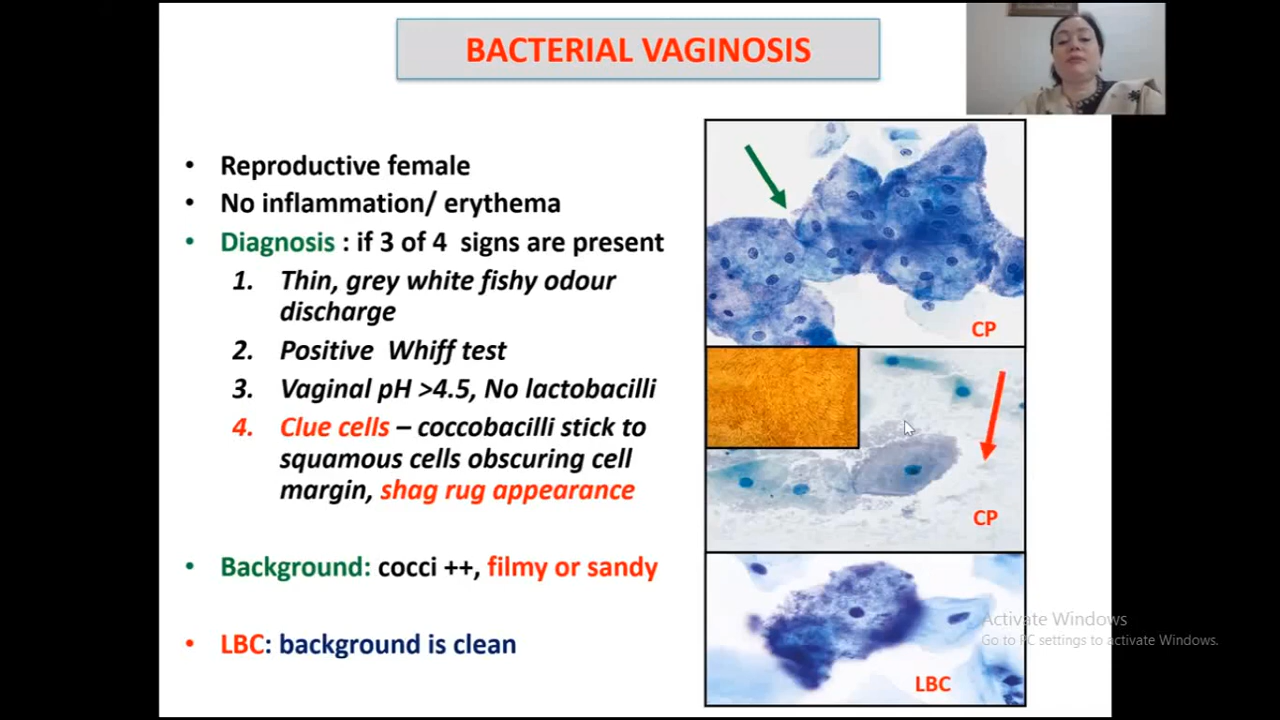 BACTERIAL VAGINOSIS
• Reproductive female
• No inflammation/ erythema
• Diagnosis : if 3 of 4 signs are present
1. Thin, grey white fishy odour
discharge
2. Positive Whiff test
3. Vaginal pH >4.5, No lactobacilli
4. Clue cells – coccobacilli stick to
squamous cells obscuring cell
margin, shag rug appearance
• Background: cocci ++, filmy or sandy
• LBC: background is clean
CP
CP
LBC
Activate Windows
Go to PC settings to activate Windows.